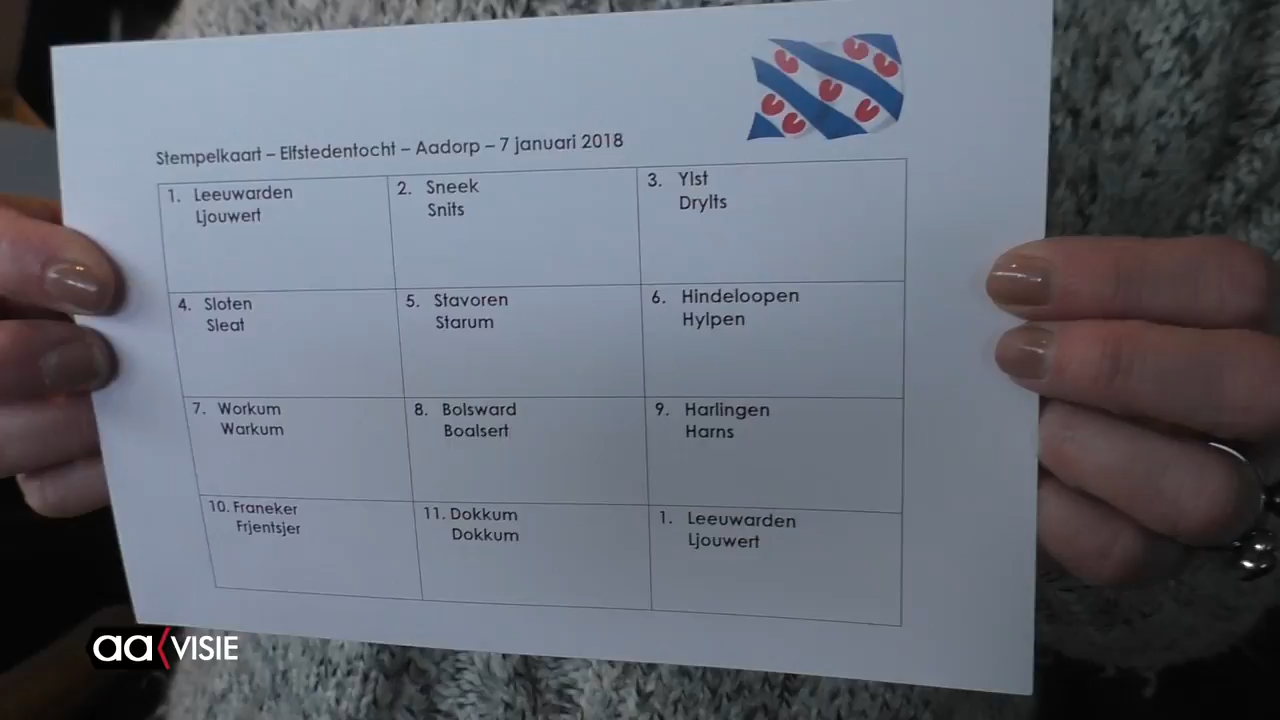 Stempelkaart – Elfstedentocht – Aadorp – 7 januari 2018
1. Leeuwarden
Ljouwert
2. Sneek
Snits
3. Ylst
Drylts
4. Sloten
Sleat
5. Stavoren
Starum
6. Hindeloopen
Hylpen
7. Workum
Warkum
8. Bolsward
Boalsert
9. Harlingen
Harns
10. Franeker
Frjentsjer
11. Dokkum
Dokkum
1. Leeuwarden
Ljouwert
aa VISIE